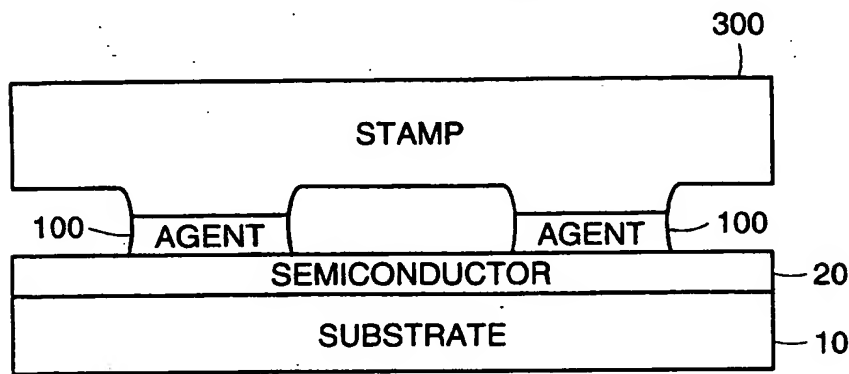 300
STAMP
100 AGENT AGENT 100
SEMICONDUCTOR 20
SUBSTRATE 10